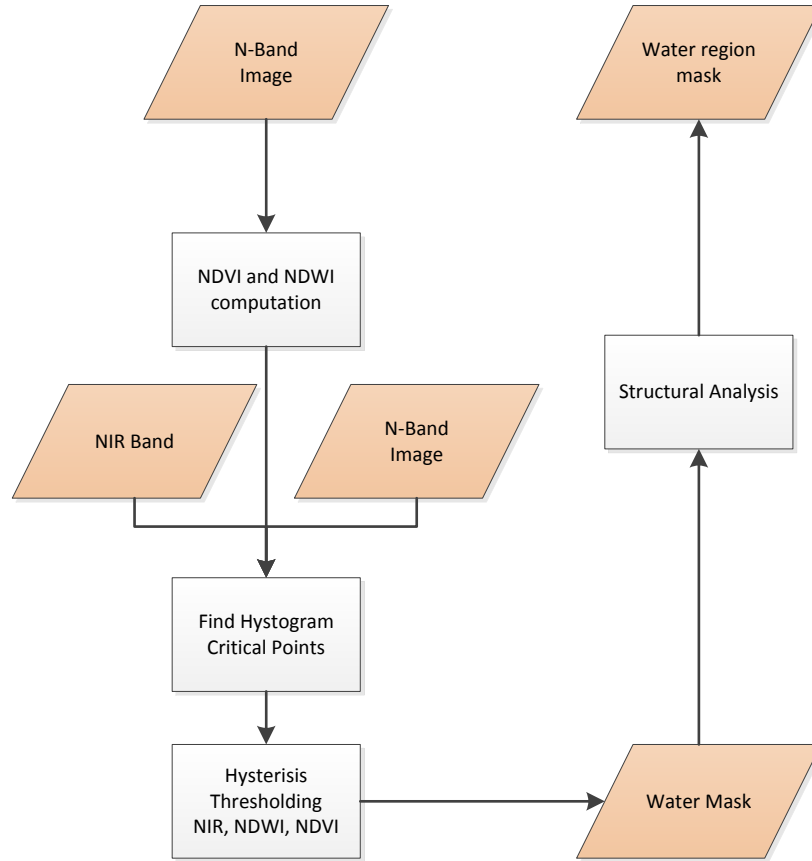 N-Band
Image
NDVI and NDWI
computation
NIR Band
N-Band
Image
Find Hystogram
Critical Points
Hysterisis
Thresholding
NIR, NDWI, NDVI
Water Mask
Structural Analysis
Water region
mask